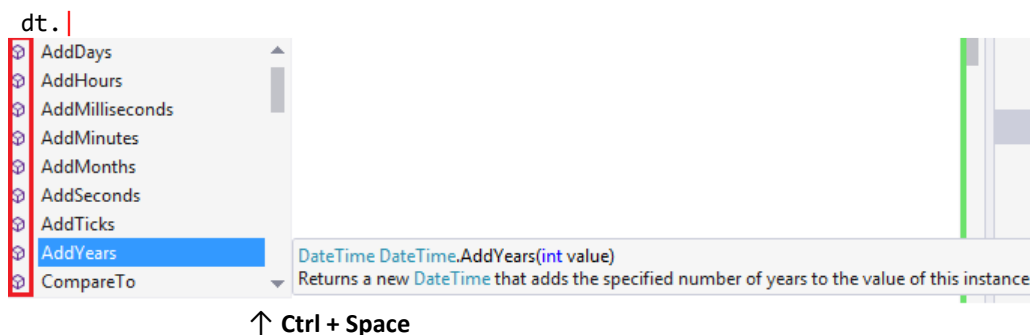 dt.
AddDays
AddHours
AddMilliseconds
AddMinutes
AddMonths
AddSeconds
AddTicks
AddYears
DateTime DateTime.AddYears(int value)
CompareTo
Returns a new DateTime that adds the specified number of years to the value of this instance
↑ Ctrl + Space